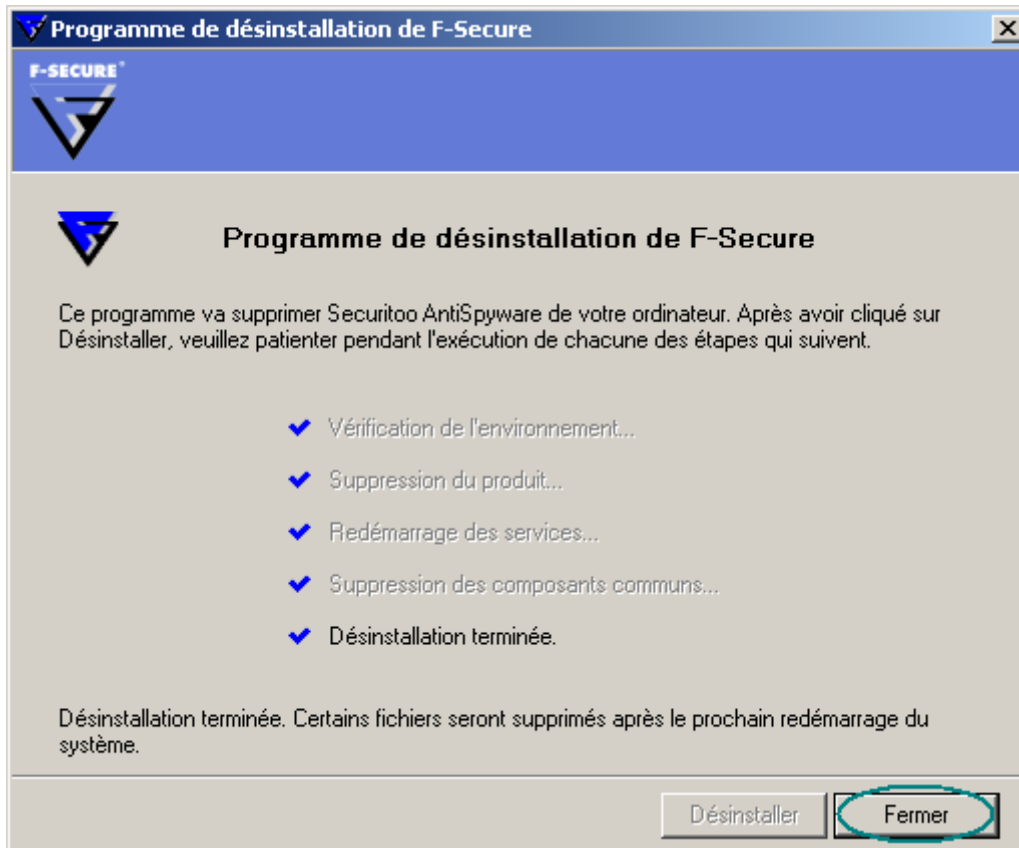 Programme de désinstallation de F-Secure
F-SECURE®
Programme de désinstallation de F-Secure
Ce programme va supprimer Securitoo AntiSpyware de votre ordinateur. Après avoir cliqué sur
Désinstaller, veuillez patienter pendant l'exécution de chacune des étapes qui suivent.
Vérification de l'environnement...
Suppression du produit...
Redémarrage des services...
Suppression des composants communs...
Désinstallation terminée.
Désinstallation terminée. Certains fichiers seront supprimés après le prochain redémarrage du
système.
Désinstaller
Fermer